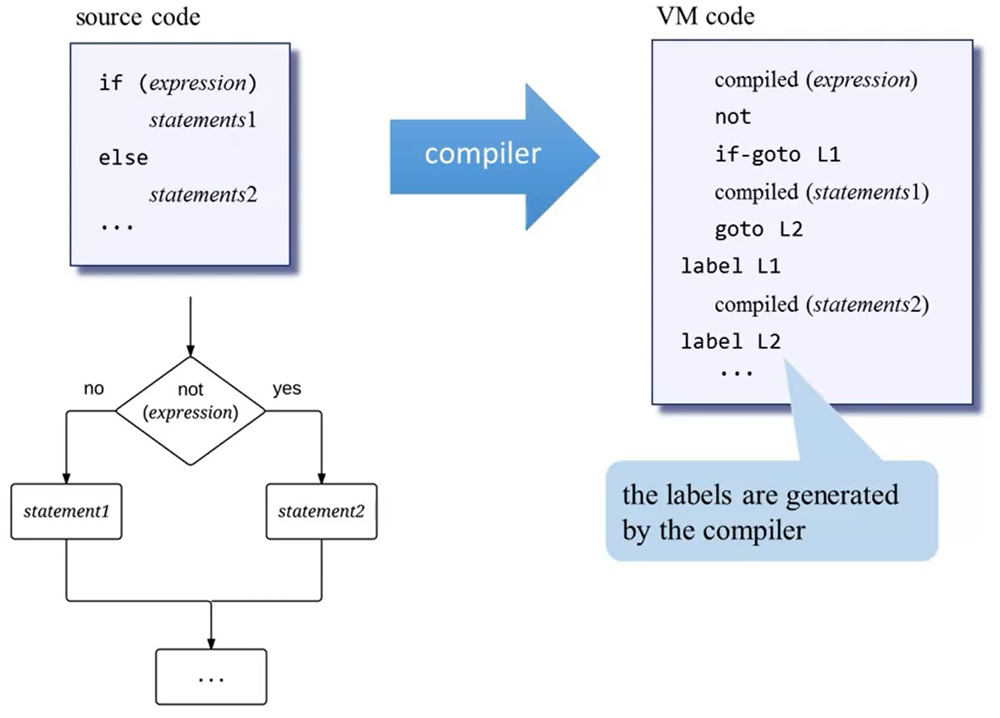 source code
if (expression)
statements1
else
statements2
...
compiler
VM code
compiled (expression)
not
if-goto L1
compiled (statements1)
goto L2
label L1
compiled (statements2)
label L2
...
the labels are generated
by the compiler
no
not
(expression)
yes
statement1
statement2
...